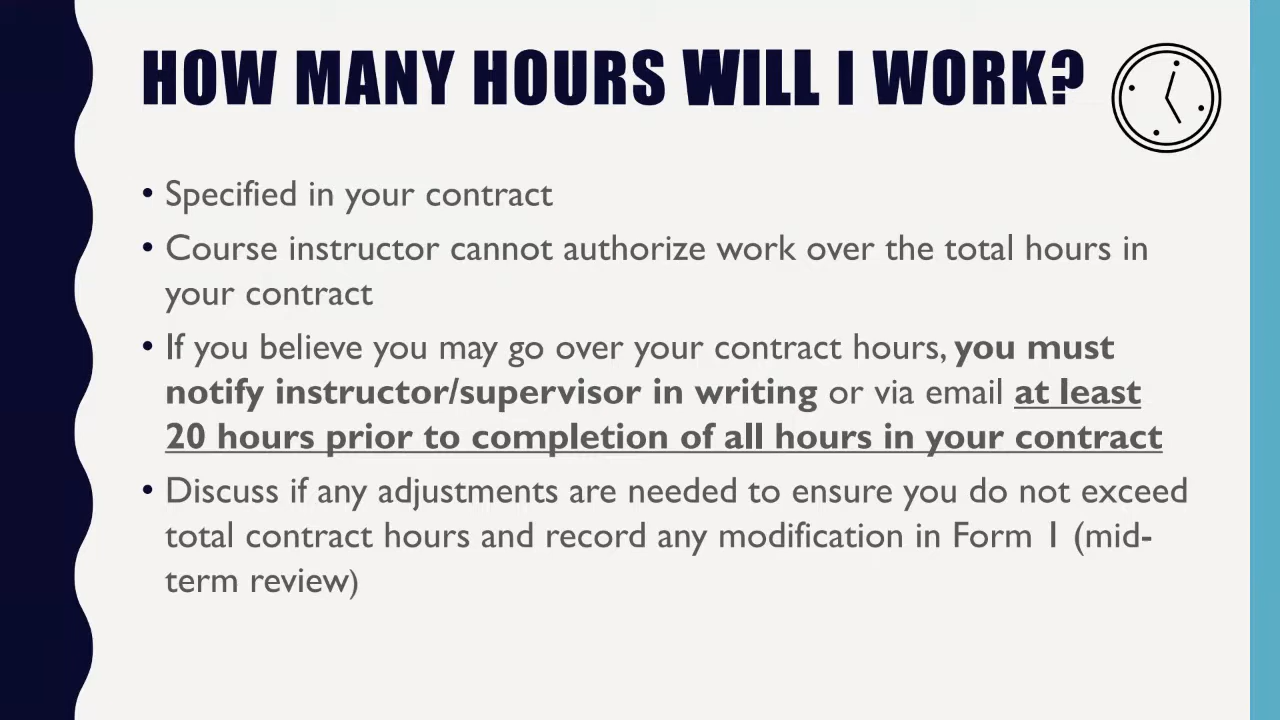 HOW MANY HOURS WILL I WORK?
• Specified in your contract
• Course instructor cannot authorize work over the total hours in
your contract
• If you believe you may go over your contract hours, you must
notify instructor/supervisor in writing or via email at least
20 hours prior to completion of all hours in your contract
• Discuss if any adjustments are needed to ensure you do not exceed
total contract hours and record any modification in Form 1 (mid-
term review)